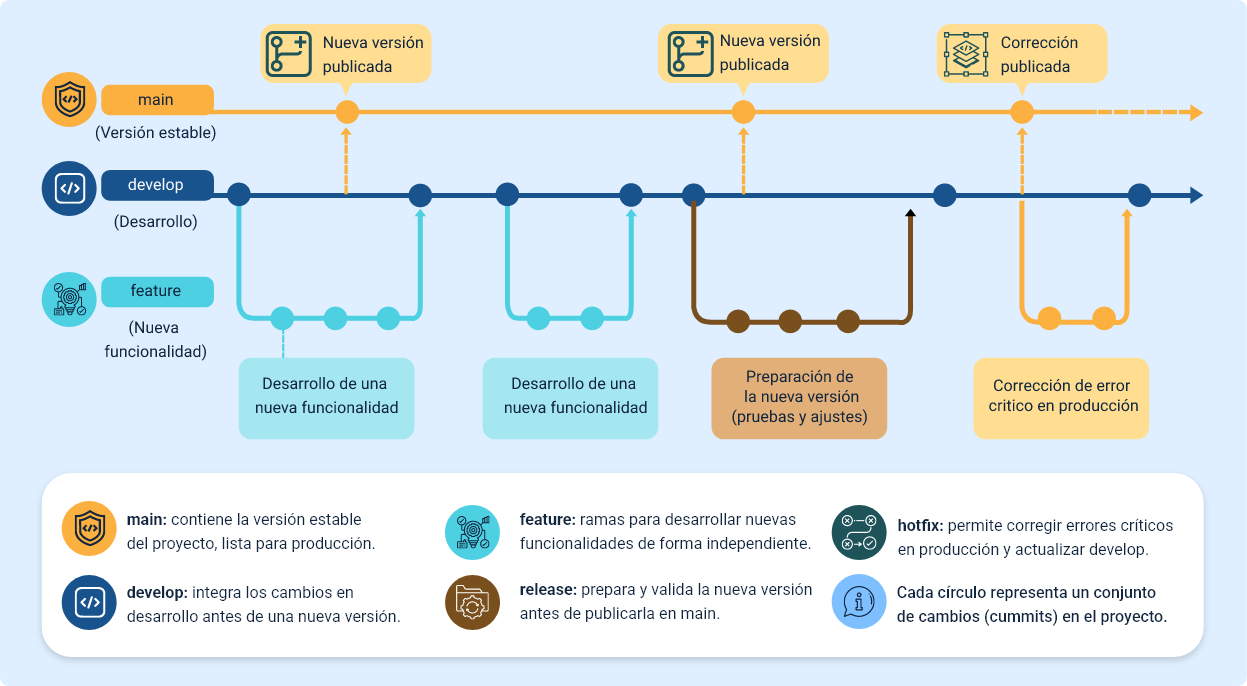 Nueva versión
publicada
Nueva versión
publicada
Corrección
publicada
main
(Versión estable)
develop
(Desarrollo)
feature
(Nueva
funcionalidad)
Desarrollo de una
nueva funcionalidad
Desarrollo de una
nueva funcionalidad
Preparación de
la nueva versión
(pruebas y ajustes)
Corrección de error
critico en producción
main: contiene la versión estable
del proyecto, lista para producción.
develop: integra los cambios en
desarrollo antes de una nueva versión.
feature: ramas para desarrollar nuevas
funcionalidades de forma independiente.
release: prepara y valida la nueva versión
antes de publicarla en main.
hotfix: permite corregir errores críticos
en producción y actualizar develop.
Cada círculo representa un conjunto
de cambios (cummits) en el proyecto.